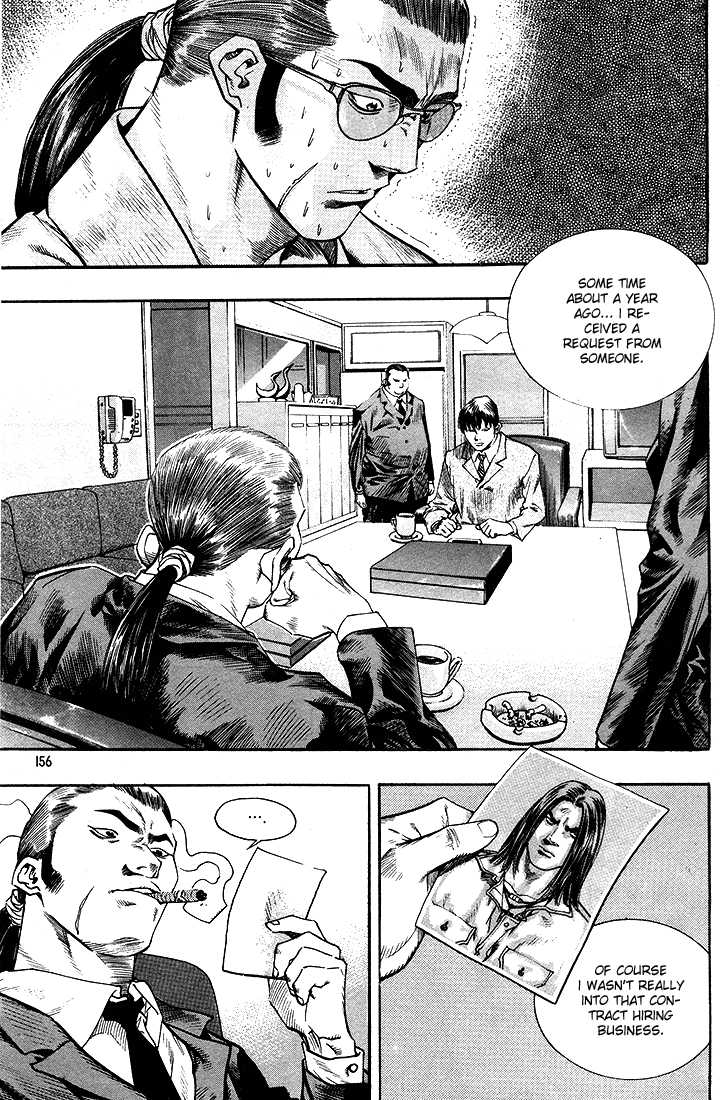 SOME TIME
ABOUT A YEAR
AGO... I RE-
CEIVED A
REQUEST FROM
SOMEONE.
156
...
OF COURSE
I WASN'T REALLY
INTO THAT CON-
TRACT HIRING
BUSINESS.